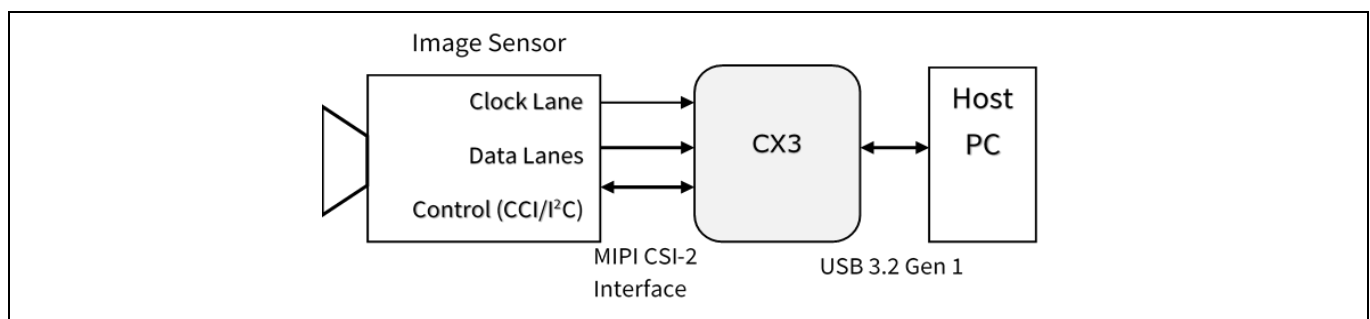 Image Sensor
Clock Lane
Data Lanes
Control (CCI/I²C)
MIPI CSI-2
Interface
CX3
USB 3.2 Gen 1
Host
PC